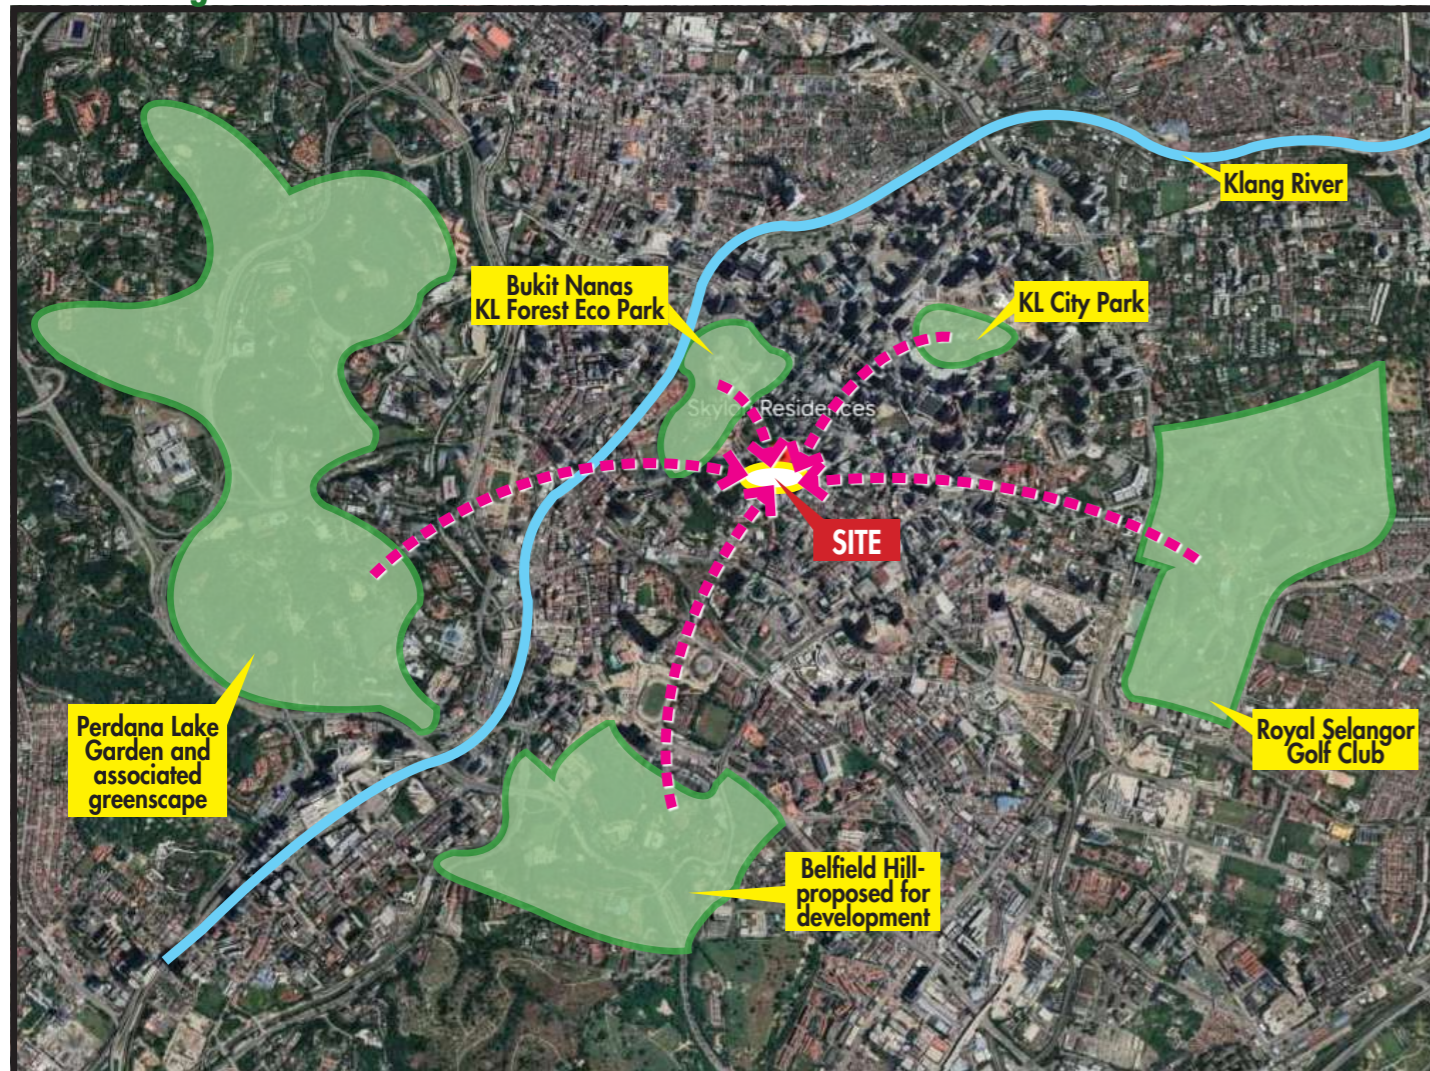 Klang River
Bukit Nanas
KL Forest Eco Park
KL City Park
Residences
SITE
Perdana Lake
Garden and
associated
greenscape
Royal Selangor
Golf Club
Belfield Hill-
proposed for
development